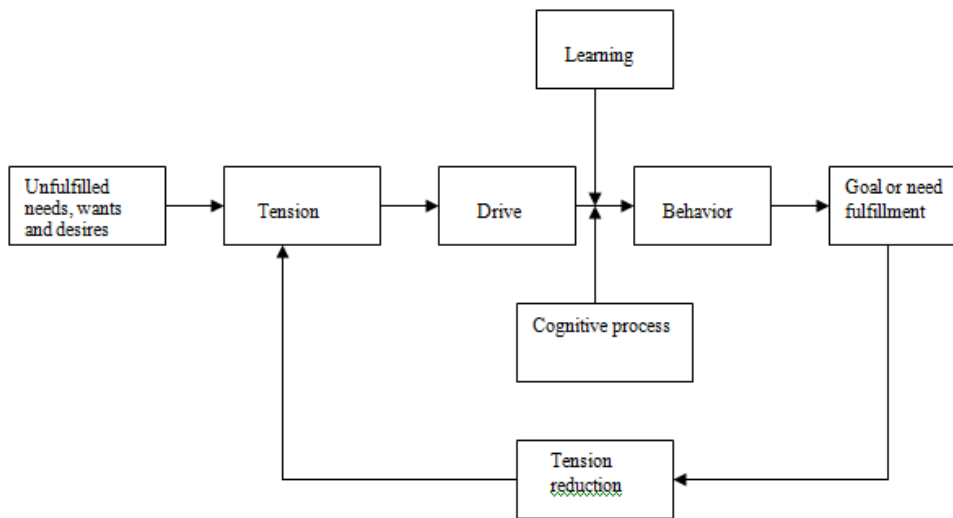 Learning
Unfulfilled
needs, wants
and desires
Tension
Drive
Behavior
Goal or need
fulfillment
Cognitive process
Tension
reduction